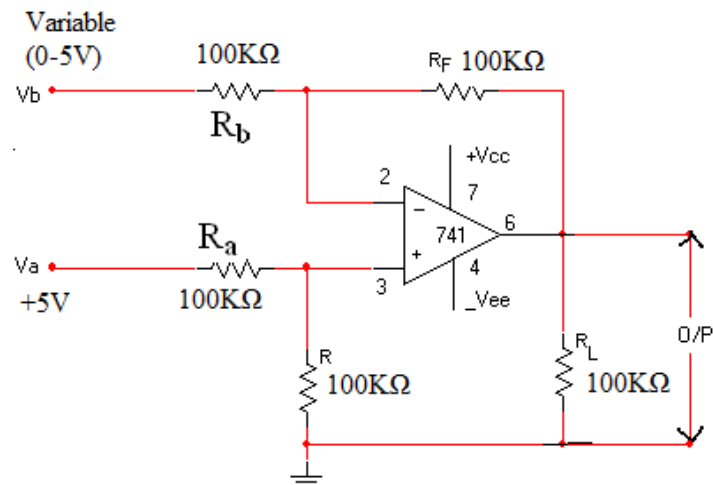 Variable
(0-5V)
100KΩ
RF 100KΩ
Vb
Rb
+Vcc
2
7
−
6
741
Ra
+
4
Va
3
+5V
100KΩ
_Vee
O/P
R
RL
100KΩ
100KΩ